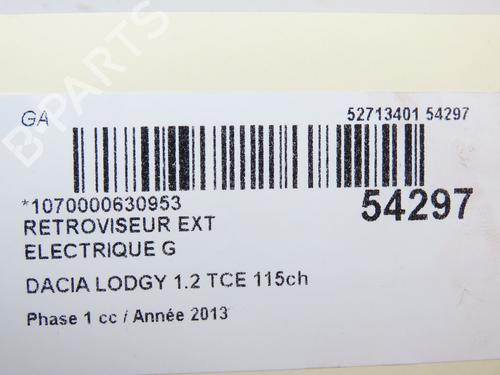 B-PARTS
GA
52713401 54297
*1070000630953
54297
RETROVISEUR EXT
ELECTRIQUE G
DACIA LODGY 1.2 TCE 115ch
Phase 1 cc / Année 2013